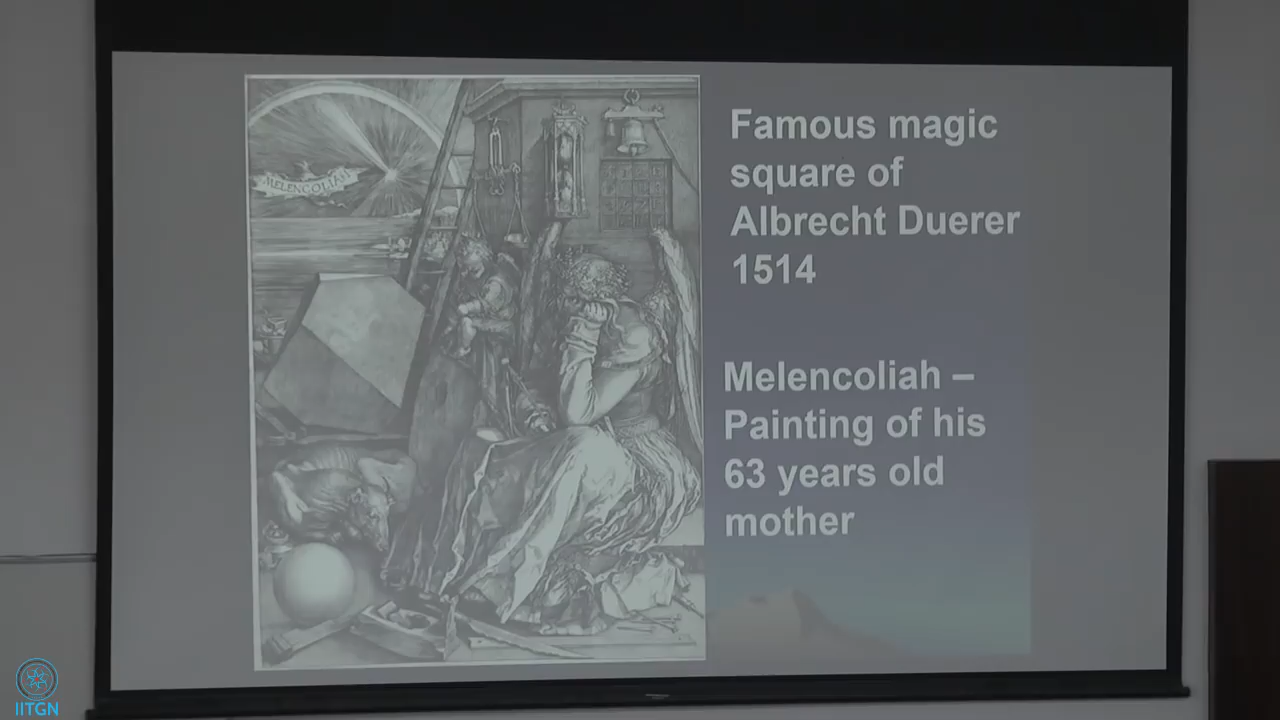 MELENCOLIA I
Famous magic
square of
Albrecht Duerer
1514
Melencoliah –
Painting of his
63 years old
mother
IITGN